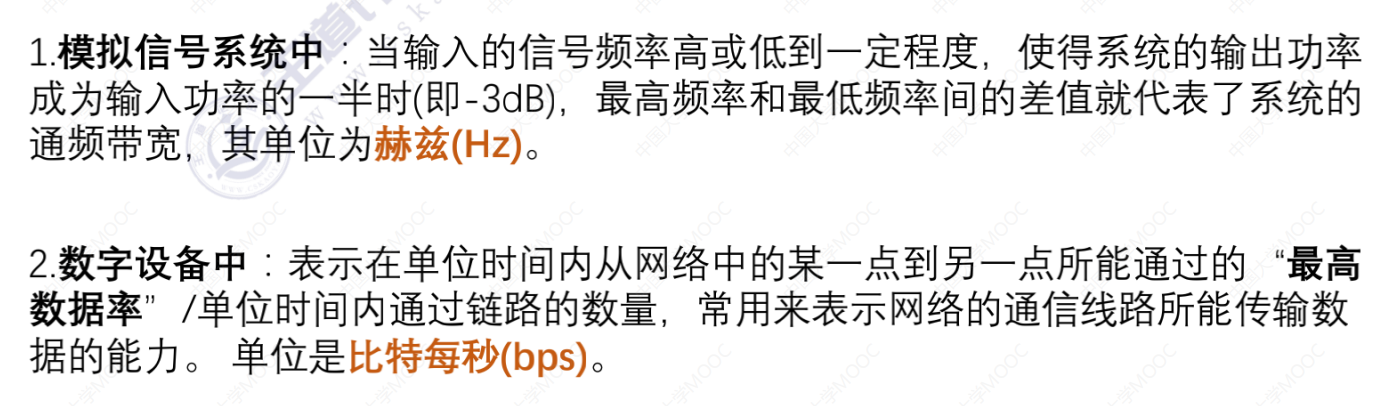 1.模拟信号系统中：当输入的信号频率高或低到一定程度，使得系统的输出功率
成为输入功率的一半时(即-3dB)，最高频率和最低频率间的差值就代表了系统的
通频带宽，其单位为赫兹(Hz)。
2.数字设备中：表示在单位时间内从网络中的某一点到另一点所能通过的“最高
数据率”/单位时间内通过链路的数量，常用来表示网络的通信线路所能传输数
据的能力。 单位是比特每秒(bps)。